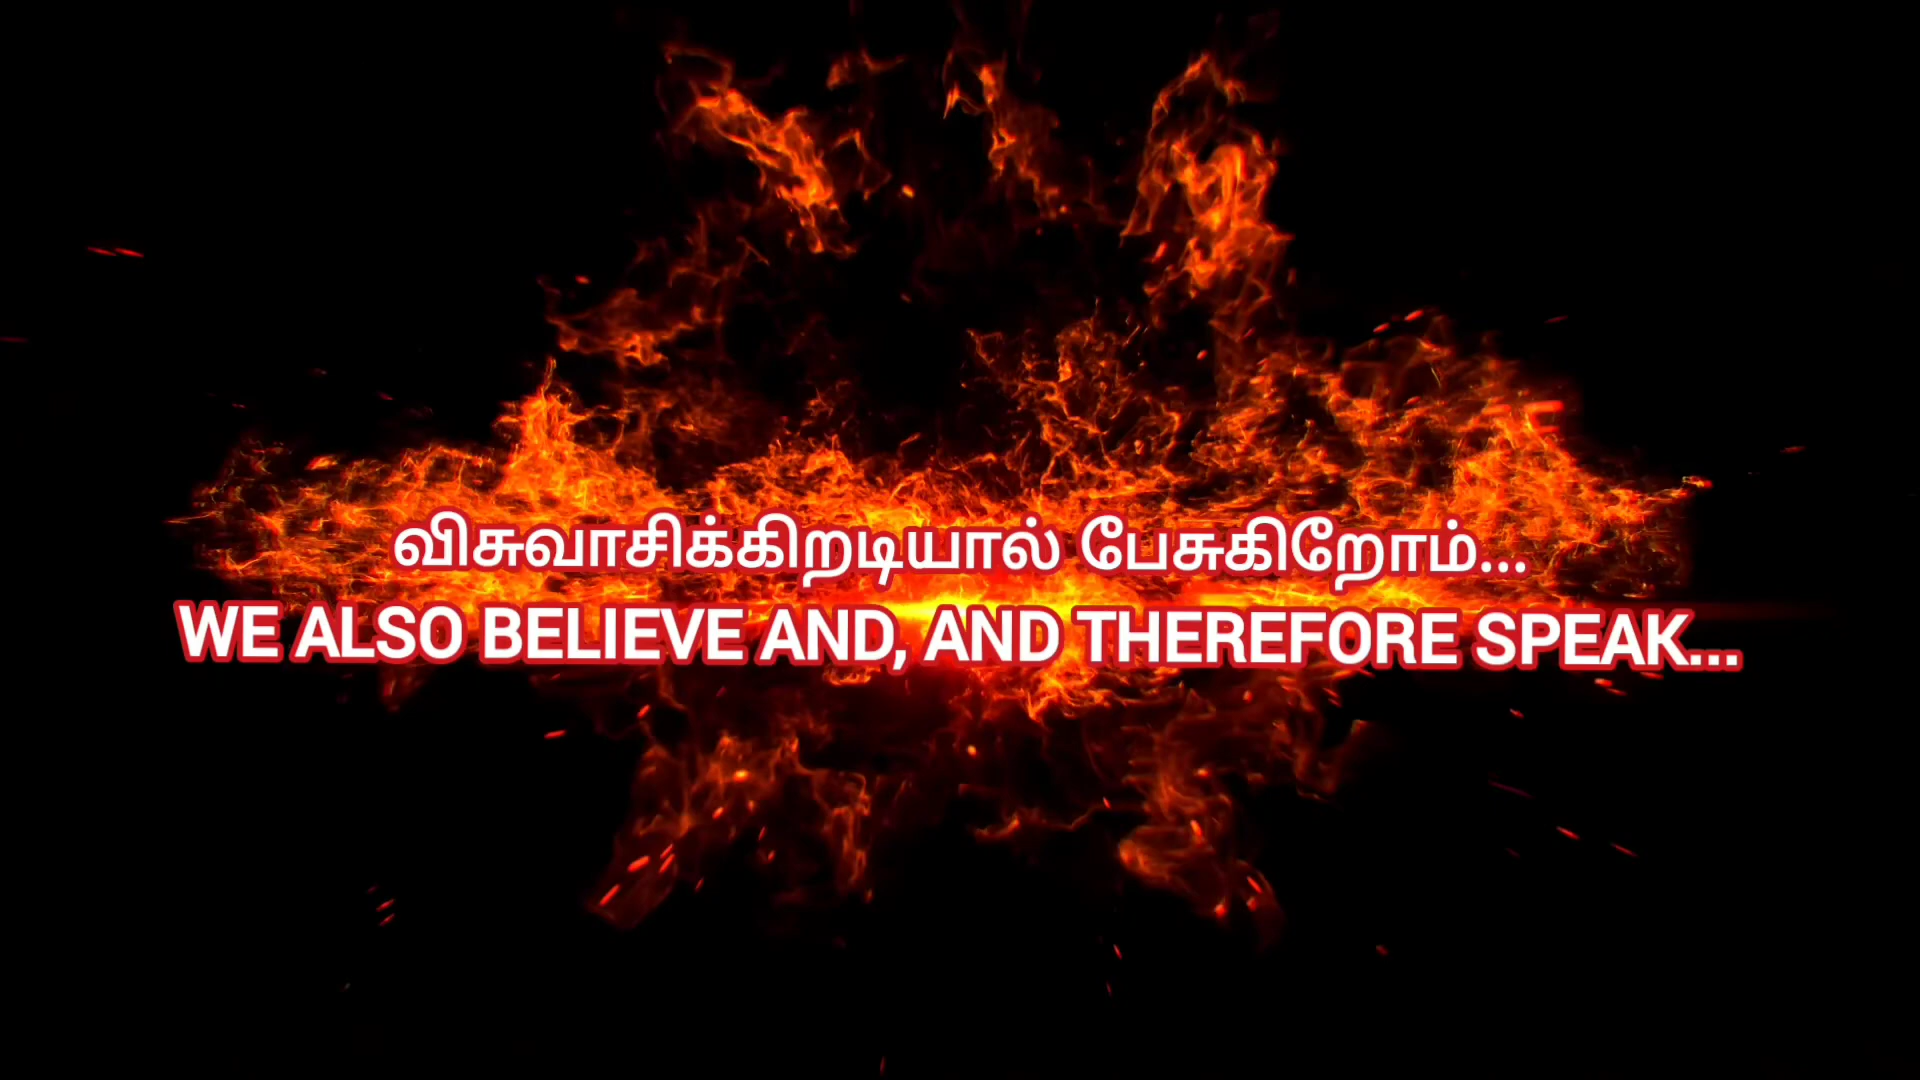 விசுவாசிக்கிறடியால் பேசுகிறோம்...
WE ALSO BELIEVE AND, AND THEREFORE SPEAK...